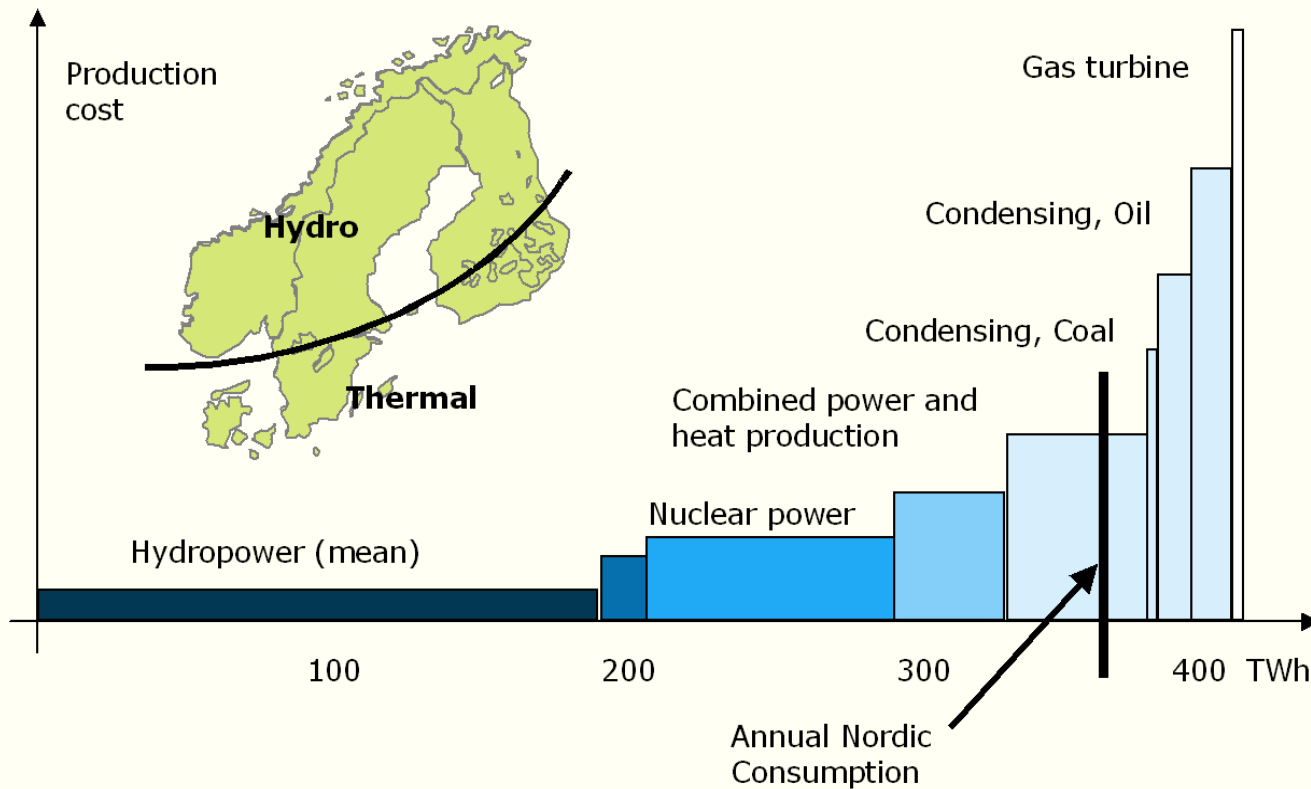 Production
cost
Gas turbine
Condensing, Oil
Hydro
Condensing, Coal
Thermal
Combined power and
heat production
Nuclear power
Hydropower (mean)
100
200
300
400
TWh
Annual Nordic
Consumption